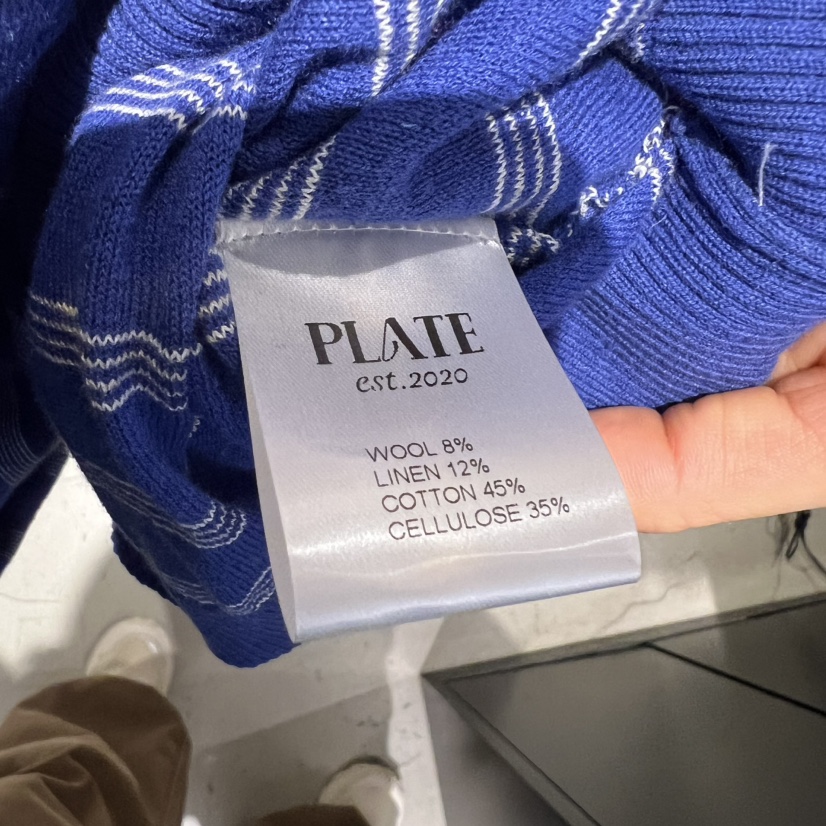 PLATE
est.2020
WOOL 8%
LINEN 12%
COTTON 45%
CELLULOSE 35%